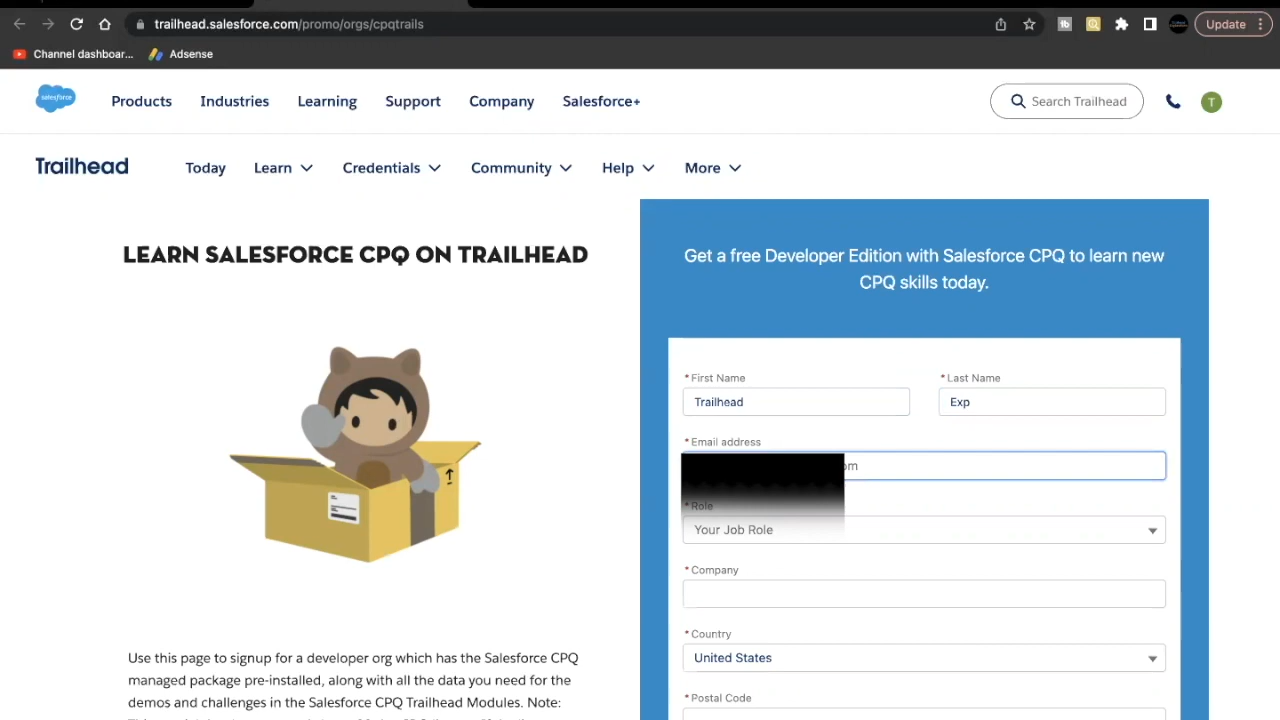 trailhead.salesforce.com/promo/orgs/cpqtrails
Update
Channel dashboar...
Adsense
salesforce
Products
Industries
Learning
Support
Company
Salesforce+
Search Trailhead
T
Trailhead
Today
Learn
Credentials
Community
Help
More
LEARN SALESFORCE CPQ ON TRAILHEAD
Get a free Developer Edition with Salesforce CPQ to learn new
CPQ skills today.
* First Name
* Last Name
Trailhead
Exp
* Email address
om
* Role
Your Job Role
* Company
* Country
United States
* Postal Code
Use this page to signup for a developer org which has the Salesforce CPQ
managed package pre-installed, along with all the data you need for the
demos and challenges in the Salesforce CPQ Trailhead Modules. Note: